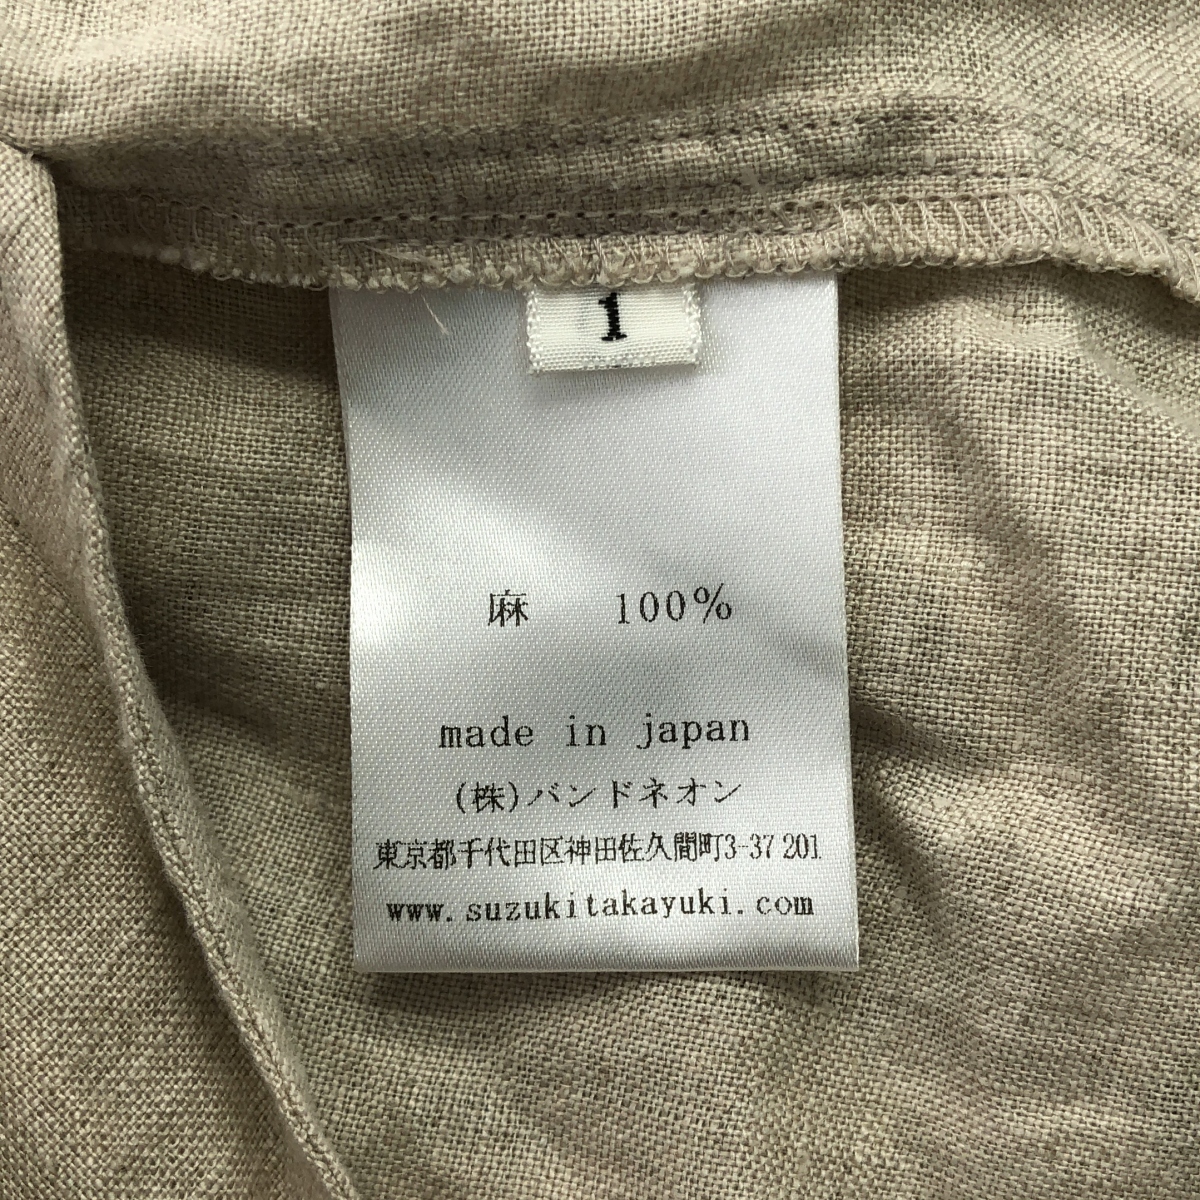 1
麻 100%
made in japan
(株)バンドネオン
東京都千代田区神田佐久間町3-37 201
www.suzukitakayuki.com